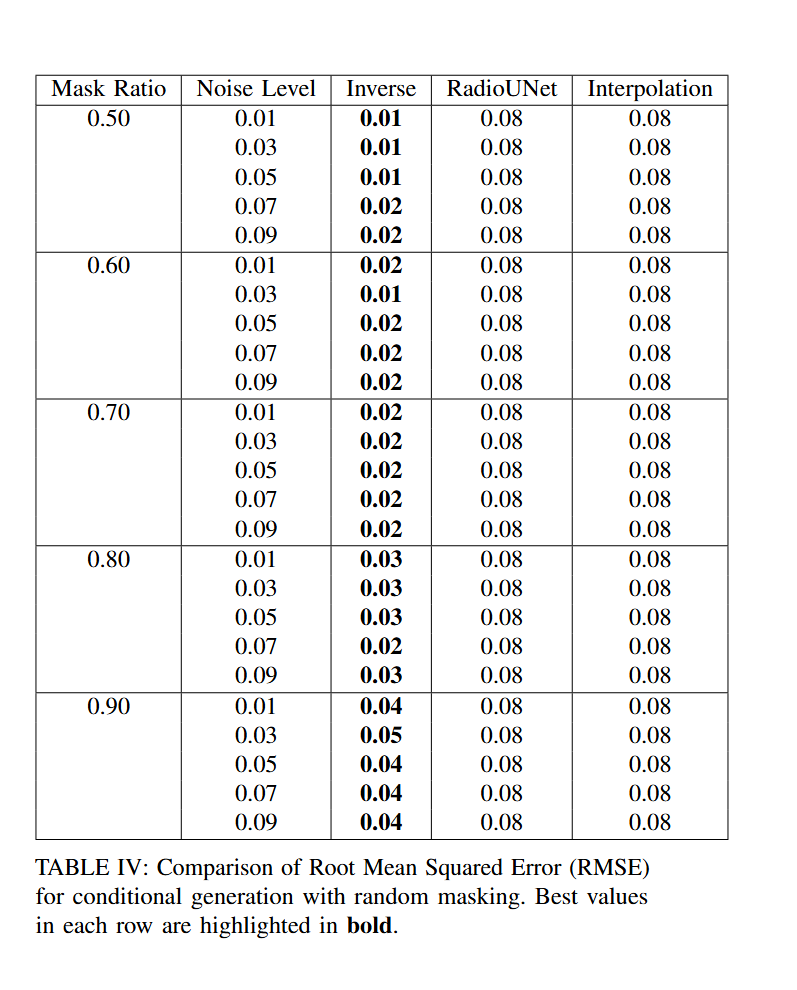 Mask Ratio Noise Level Inverse RadioUNet Interpolation
0.50 0.01 0.01 0.08 0.08
0.03 0.01 0.08 0.08
0.05 0.01 0.08 0.08
0.07 0.02 0.08 0.08
0.09 0.02 0.08 0.08
0.60 0.01 0.02 0.08 0.08
0.03 0.01 0.08 0.08
0.05 0.02 0.08 0.08
0.07 0.02 0.08 0.08
0.09 0.02 0.08 0.08
0.70 0.01 0.02 0.08 0.08
0.03 0.02 0.08 0.08
0.05 0.02 0.08 0.08
0.07 0.02 0.08 0.08
0.09 0.02 0.08 0.08
0.80 0.01 0.03 0.08 0.08
0.03 0.03 0.08 0.08
0.05 0.03 0.08 0.08
0.07 0.02 0.08 0.08
0.09 0.03 0.08 0.08
0.90 0.01 0.04 0.08 0.08
0.03 0.05 0.08 0.08
0.05 0.04 0.08 0.08
0.07 0.04 0.08 0.08
0.09 0.04 0.08 0.08
TABLE IV: Comparison of Root Mean Squared Error (RMSE)
for conditional generation with random masking. Best values
in each row are highlighted in bold.